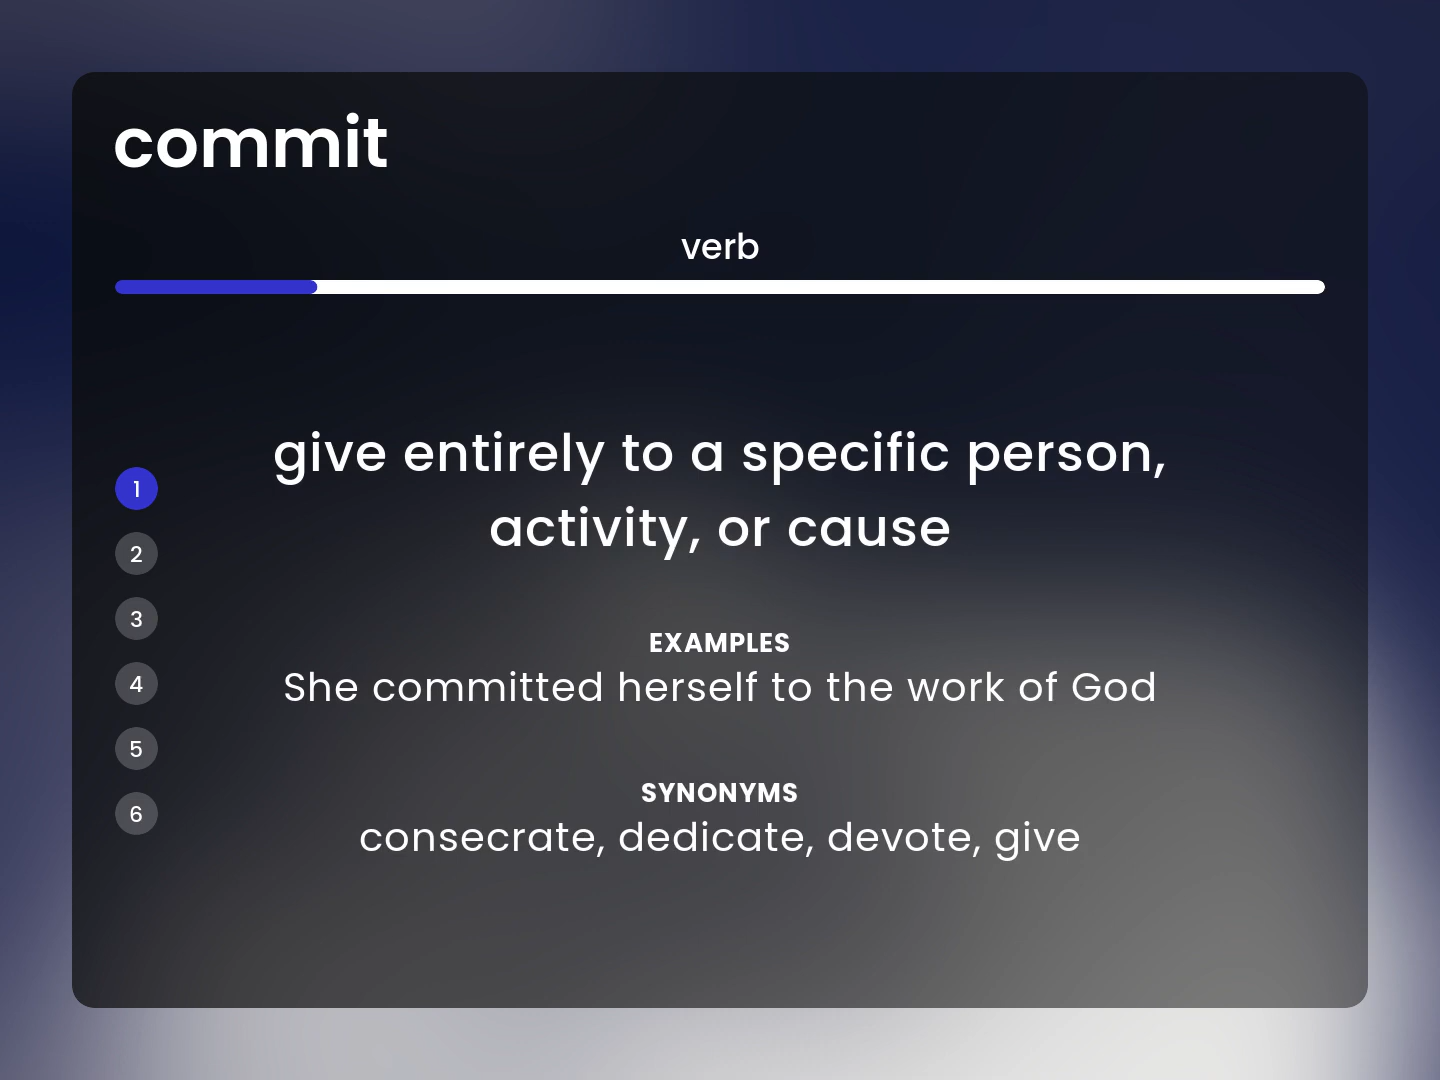 commit
verb
give entirely to a specific person,
activity, or cause
1
2
3
4
5
6
EXAMPLES
She committed herself to the work of God
SYNONYMS
consecrate, dedicate, devote, give